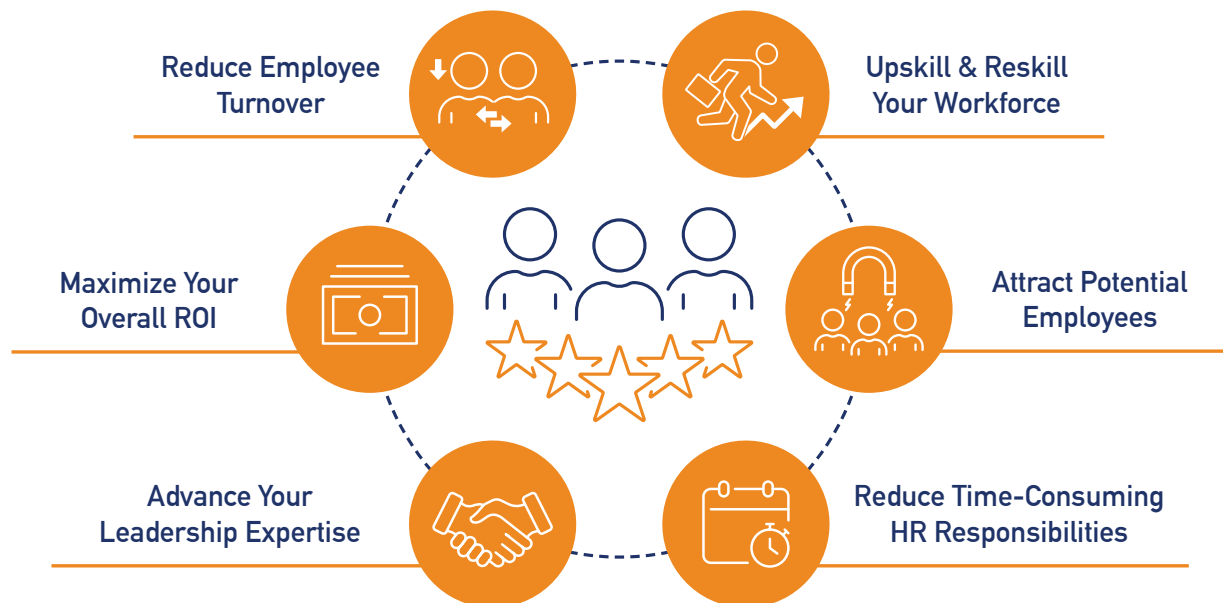 Reduce Employee
Turnover
Upskill & Reskill
Your Workforce
Maximize Your
Overall ROI
Attract Potential
Employees
Advance Your
Leadership Expertise
Reduce Time-Consuming
HR Responsibilities